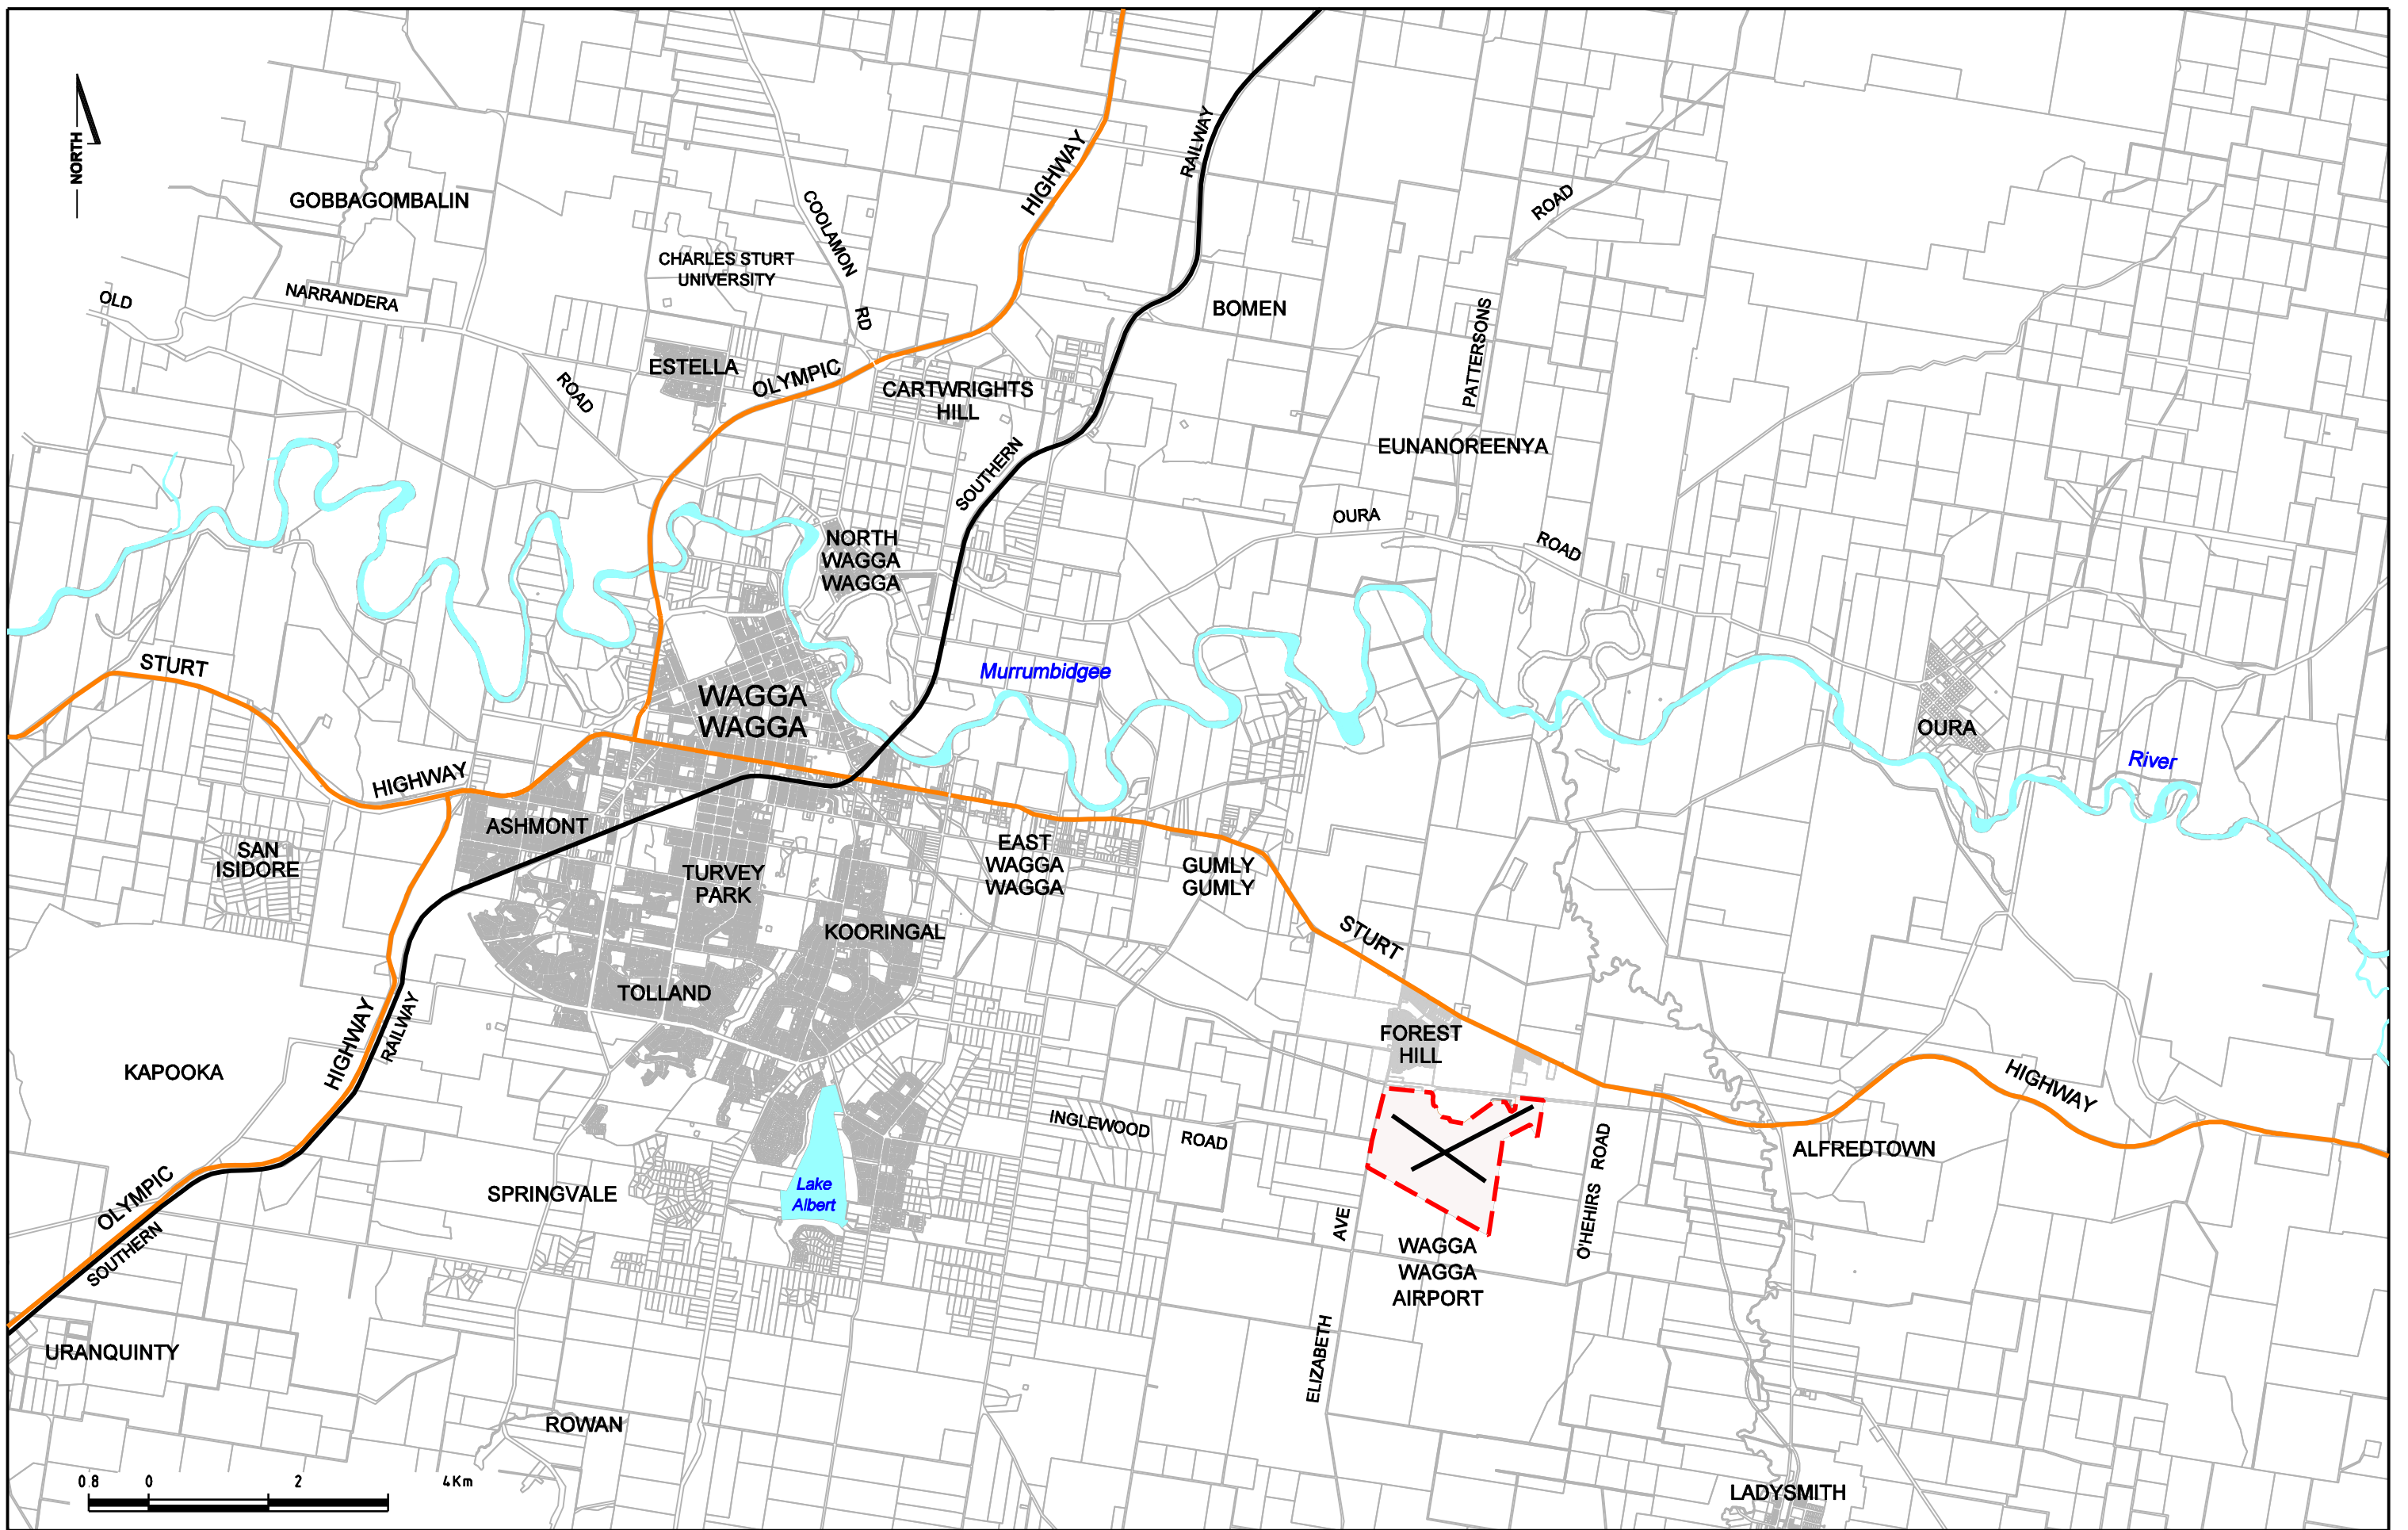 NORTH
GOBBAGOMBALIN
COOLAMON
RD
HIGHWAY
RAILWAY
ROAD
CHARLES STURT
UNIVERSITY
OLD
NARRANDERA
ROAD
BOMEN
PATTERSONS
ESTELLA
OLYMPIC
CARTWRIGHTS
HILL
SOUTHERN
EUNANOREENYA
OURA
ROAD
NORTH
WAGGA
WAGGA
STURT
Murrumbidgee
WAGGA
WAGGA
OURA
River
HIGHWAY
ASHMONT
SAN
ISIDORE
TURVEY
PARK
EAST
WAGGA
WAGGA
GUMLY
GUMLY
KOORINGAL
STURT
TOLLAND
HIGHWAY
RAILWAY
FOREST
HILL
KAPOOKA
HIGHWAY
INGLEWOOD
ROAD
O'HEHIRS ROAD
ALFREDTOWN
OLYMPIC
SOUTHERN
SPRINGVALE
Lake
Albert
AVE
WAGGA
WAGGA
AIRPORT
ELIZABETH
URANQUINTY
ROWAN
0 8 0 2 4Km
LADYSMITH